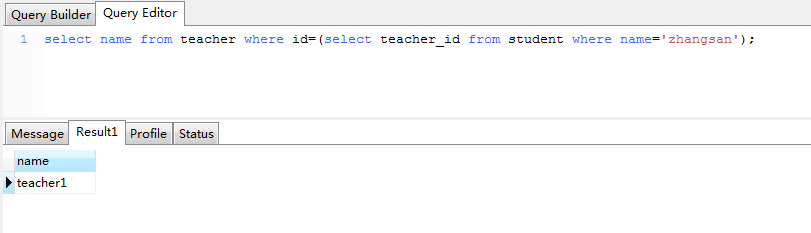 Query Builder Query Editor
1 select name from teacher where id=(select teacher_id from student where name='zhangsan');
Message Result1 Profile Status
name
teacher1